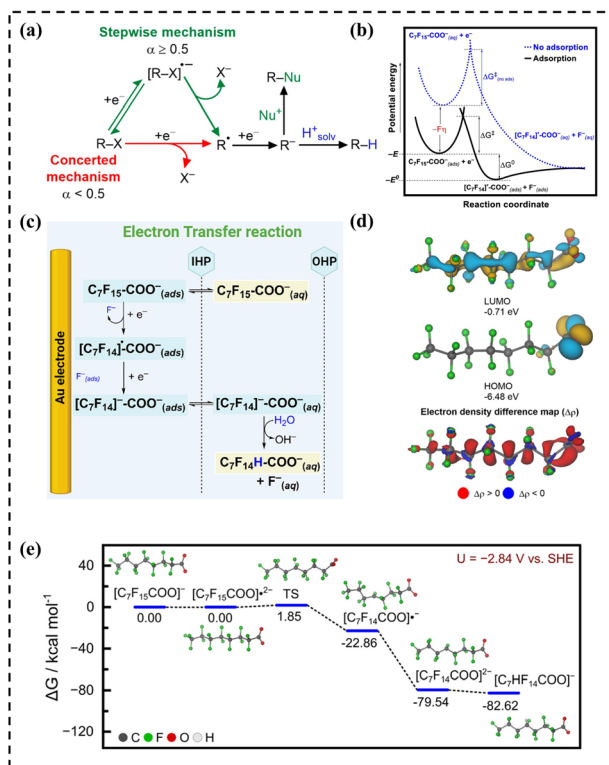 (a)
Stepwise mechanism
α ≥ 0.5
[R–X]•−
X−
R–Nu
+e−
Nu+
R–X
+e−
R•
+e−
R−
H+solv
R–H
Concerted
mechanism
α < 0.5
X−
(b)
C7F15-COO−(aq) + e−
No adsorption
Adsorption
ΔG‡(no ads)
Potential energy
−Fη
ΔG‡
[C7F14]•-COO−(aq) + F−(aq)
−E
C7F15-COO−(ads) + e−
ΔG0
−E0
[C7F14]•-COO−(ads) + F−(ads)
Reaction coordinate
(c)
Electron Transfer reaction
IHP
OHP
Au electrode
C7F15-COO−(ads)
C7F15-COO−(aq)
F−
+ e−
[C7F14]•-COO−(ads)
F−(ads)
+ e−
[C7F14]−-COO−(ads)
[C7F14]−-COO−(aq)
H2O
OH−
C7F14H-COO−(aq)
+ F−(aq)
(d)
LUMO
-0.71 eV
HOMO
-6.48 eV
Electron density difference map (Δρ)
Δρ > 0
Δρ < 0
(e)
U = −2.84 V vs. SHE
ΔG / kcal mol-1
40
0
−40
−80
−120
[C7F15COO]−
0.00
[C7F15COO]•2−
0.00
TS
1.85
[C7F14COO]•−
-22.86
[C7F14COO]2−
-79.54
[C7HF14COO]−
-82.62
C
F
O
H